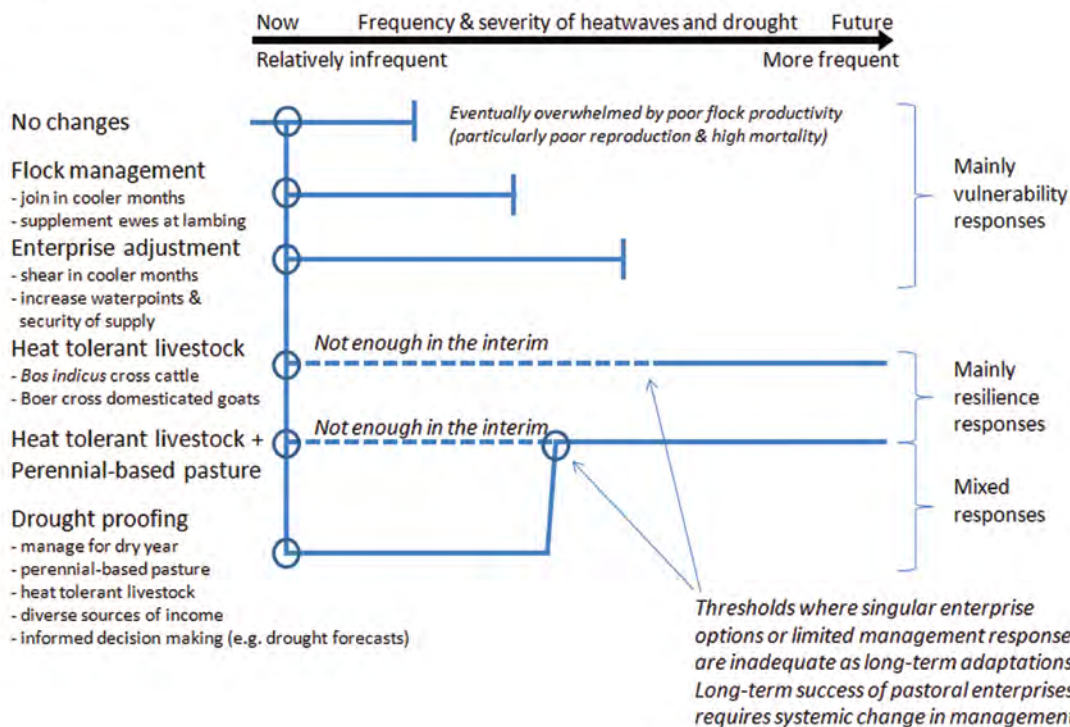 Now Frequency & severity of heatwaves and drought Future
Relatively infrequent More frequent
No changes
Eventually overwhelmed by poor flock productivity
(particularly poor reproduction & high mortality)
Flock management
- join in cooler months
- supplement ewes at lambing
Enterprise adjustment
- shear in cooler months
- increase waterpoints &
security of supply
Mainly
vulnerability
responses
Heat tolerant livestock
- Bos indicus cross cattle
- Boer cross domesticated goats
Not enough in the interim
Mainly
resilience
responses
Heat tolerant livestock +
Perennial-based pasture
Not enough in the interim
Mixed
responses
Drought proofing
- manage for dry year
- perennial-based pasture
- heat tolerant livestock
- diverse sources of income
- informed decision making (e.g. drought forecasts)
Thresholds where singular enterprise
options or limited management response
are inadequate as long-term adaptations
Long-term success of pastoral enterprises
requires systemic change in management